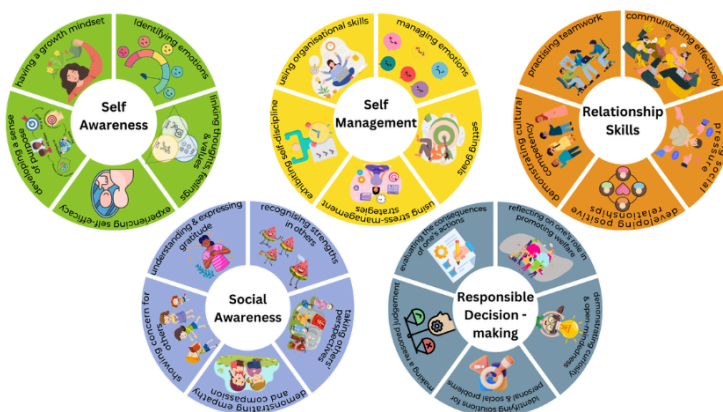 Self
Awareness
having a growth mindset
Identifying emotions
linking thoughts, feelings
& values
experiencing self-efficacy
developing a sense
of purpose
Self
Management
using organisational skills
managing emotions
setting goals
using stress-management
strategies
exhibiting self-discipline
Relationship
Skills
practising teamwork
communicating effectively
social
pressure
developing positive
relationships
demonstrating cultural
competency
Social
Awareness
understanding & expressing
gratitude
recognising strengths
in others
taking others'
perspectives
demonstrating empathy
and compassion
showing concern for
others
Responsible
Decision -
making
evaluating the consequences
of one's actions
reflecting on one's role in
promoting welfare
demonstrating curiosity
& open-mindedness
identifying solutions for
personal & social problems
making a reasoned judgement